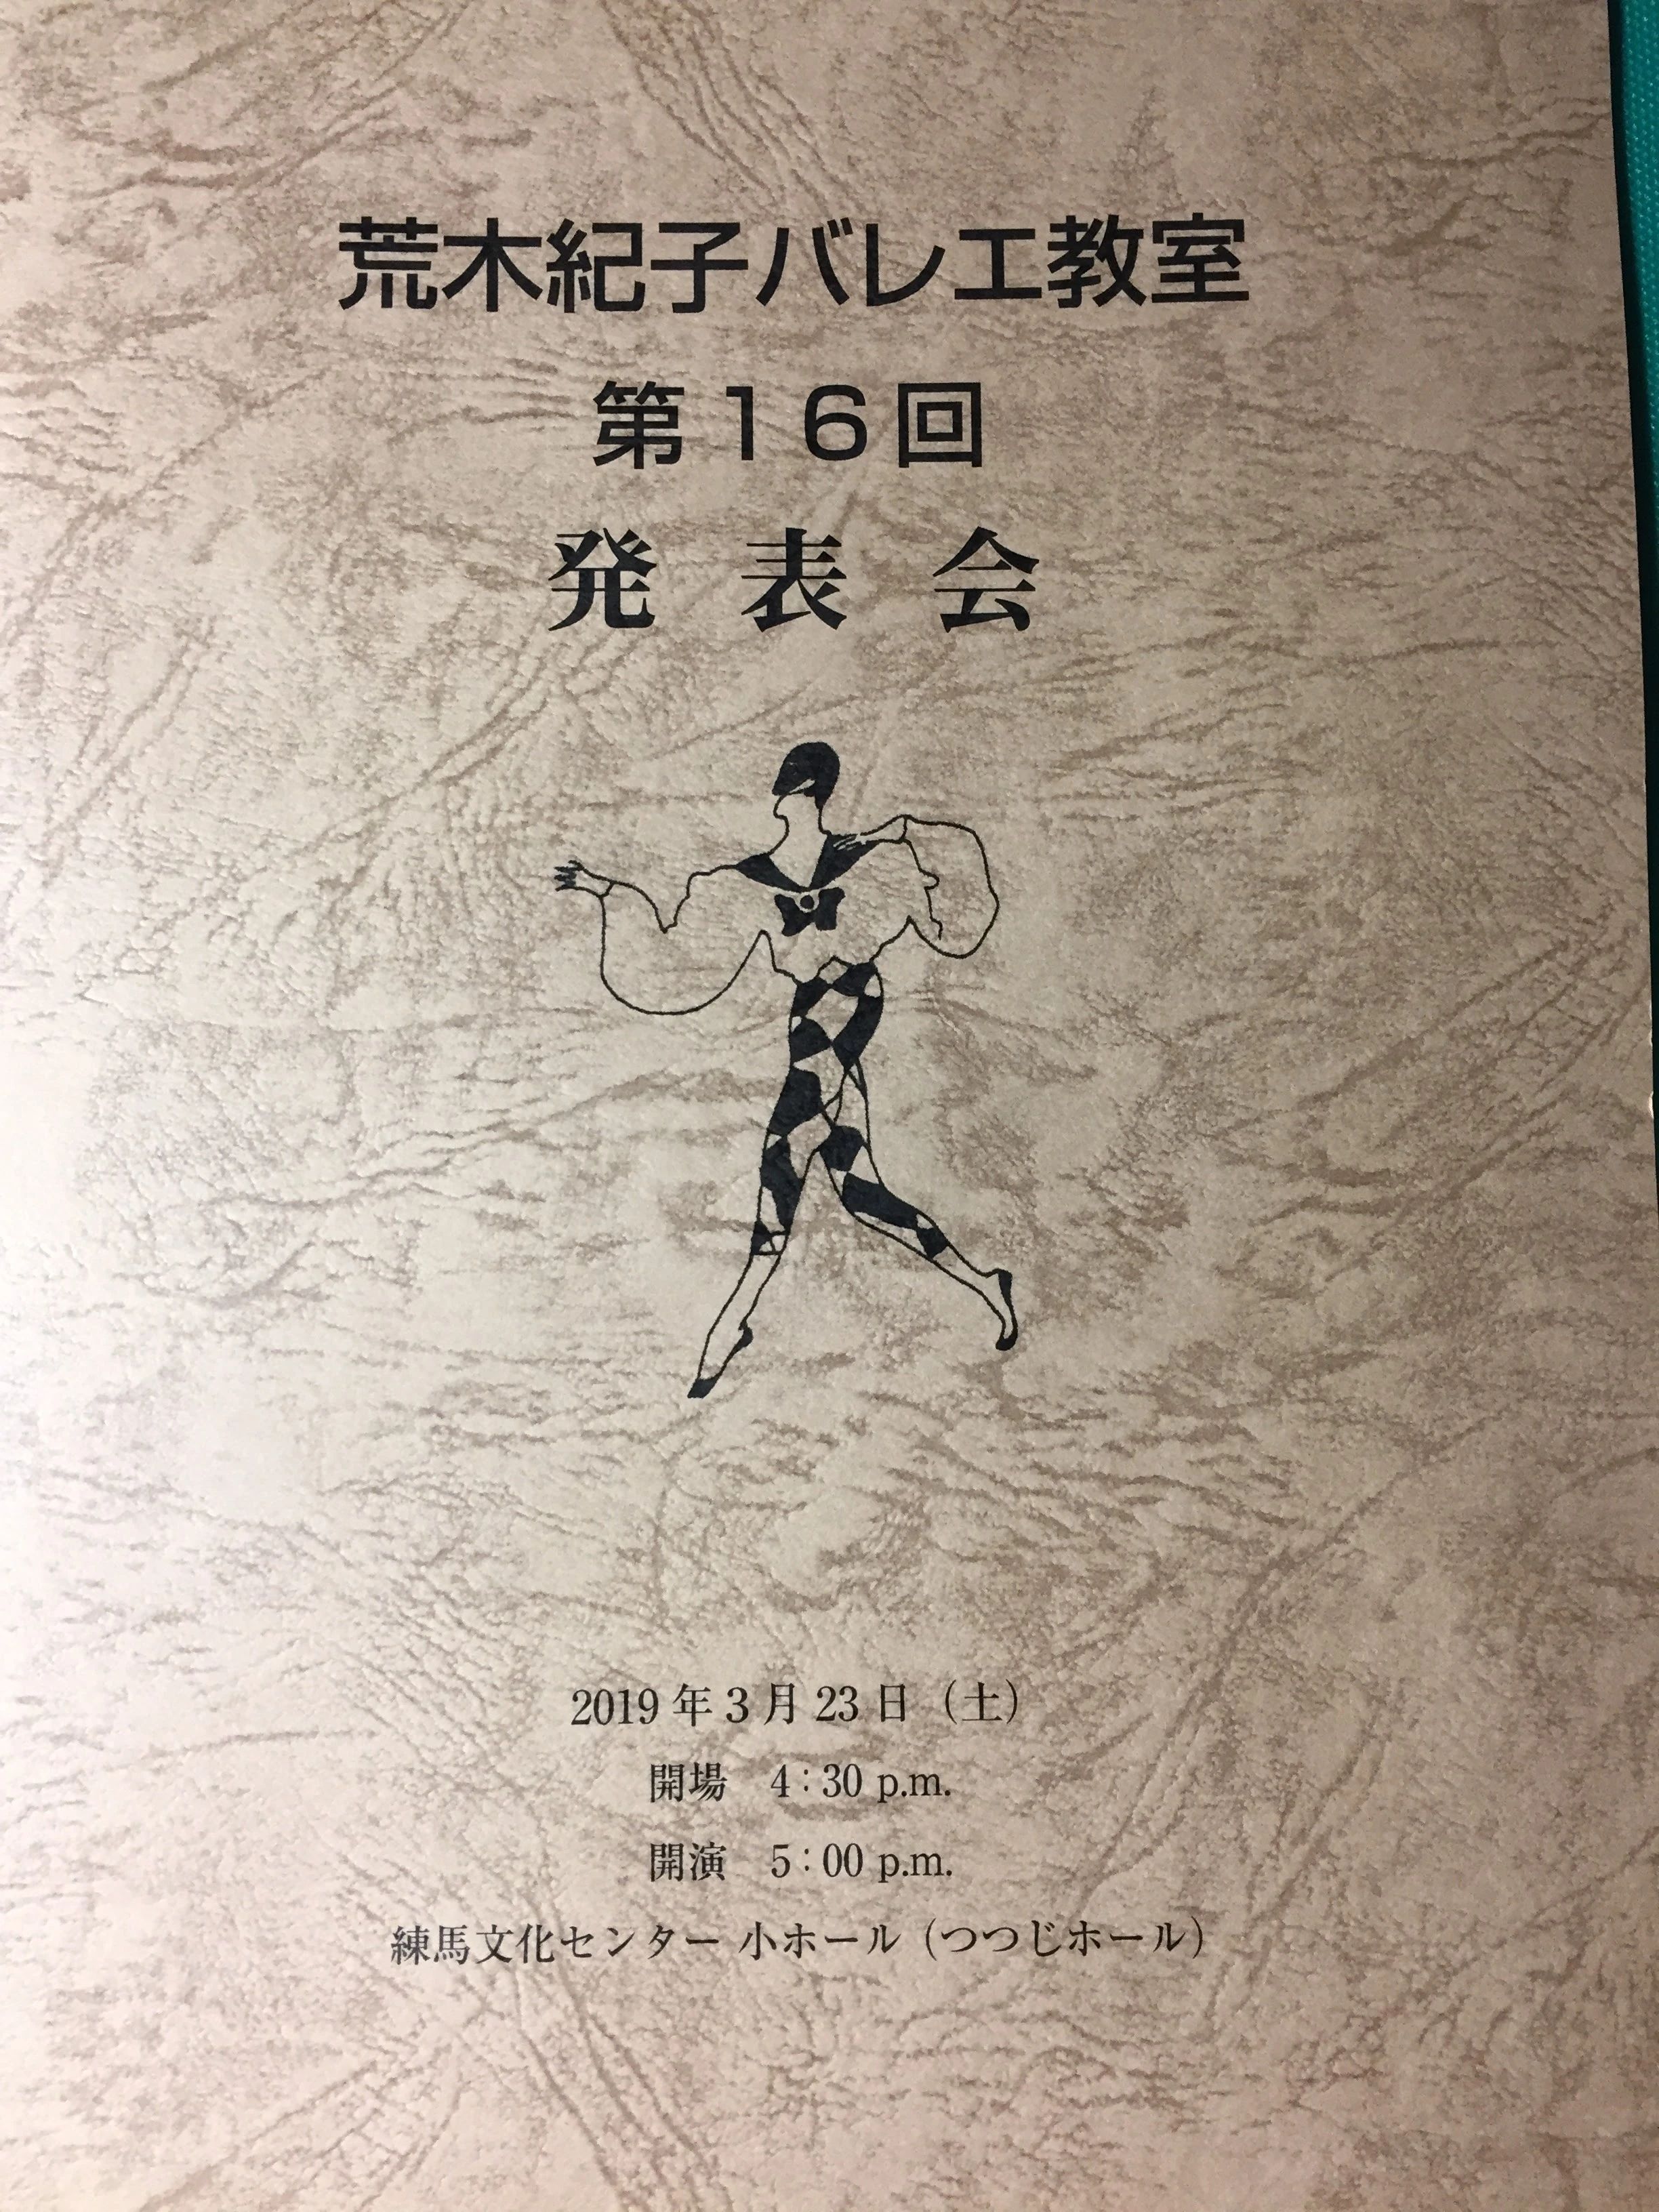 荒木紀子バレエ教室
第16回
発表会
2019年3月23日（土）
開場　4：30 p.m.
開演　5：00 p.m.
練馬文化センター 小ホール（つつじホール）